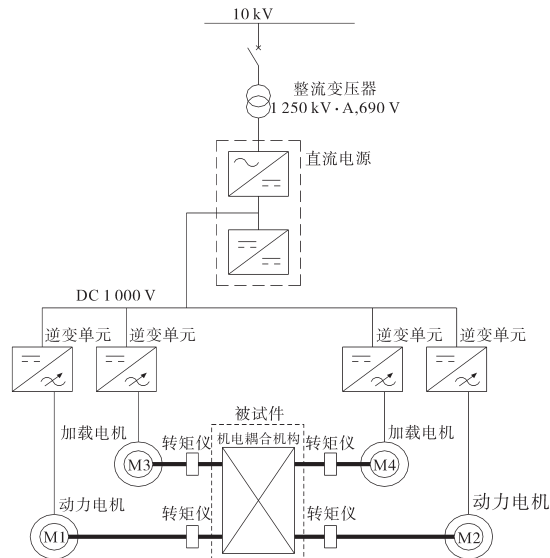 10 kV
整流变压器
1 250 kV·A,690 V
直流电源
DC 1 000 V
逆变单元
逆变单元
逆变单元
逆变单元
被试件
加载电机
转矩仪
机电耦合机构
转矩仪
加载电机
M3
M4
动力电机
转矩仪
转矩仪
动力电机
M1
M2